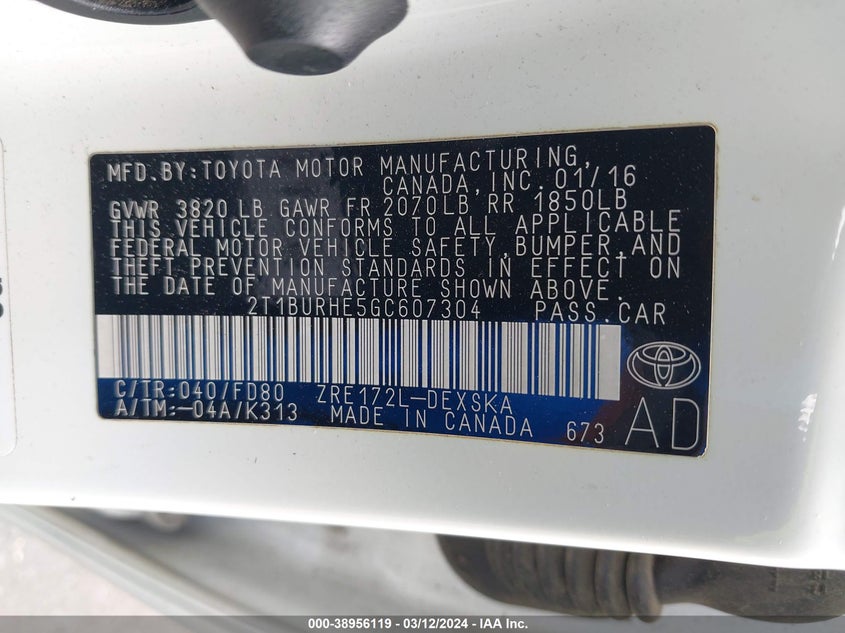 MFD.BY:TOYOTA MOTOR MANUFACTURING,
CANADA,INC.01/16
GVWR 3820 LB GAWR FR 2070LB RR 1850LB
THIS VEHICLE CONFORMS TO ALL APPLICABLE
FEDERAL MOTOR VEHICLE SAFETY,BUMPER,AND
THEFT PREVENTION STANDARDS IN EFFECT ON
THE DATE OF MANUFACTURE SHOWN ABOVE.
2T1BURHE5GC607304 PASS.CAR
C/TR:040/FD80 ZRE172L-DEXSKA
A/TM:-04A/K313 MADE IN CANADA 673 AD
000-38956119 - 03/12/2024 - IAA Inc.